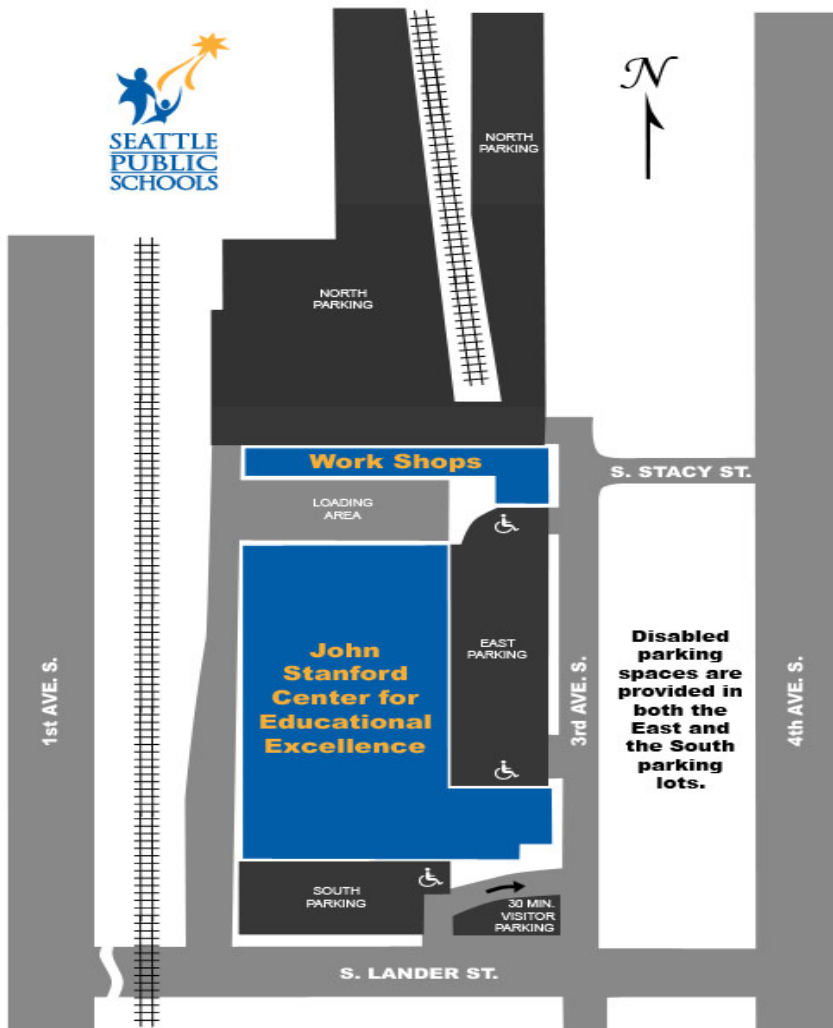 SEATTLE
PUBLIC
SCHOOLS
N
NORTH
PARKING
NORTH
PARKING
Work Shops
S. STACY ST.
LOADING
AREA
1st AVE. S.
John
Stanford
Center for
Educational
Excellence
EAST
PARKING
3rd AVE. S.
Disabled
parking
spaces are
provided in
both the
East and
the South
parking
lots.
4th AVE. S.
SOUTH
PARKING
30 MIN.
VISITOR
PARKING
S. LANDER ST.